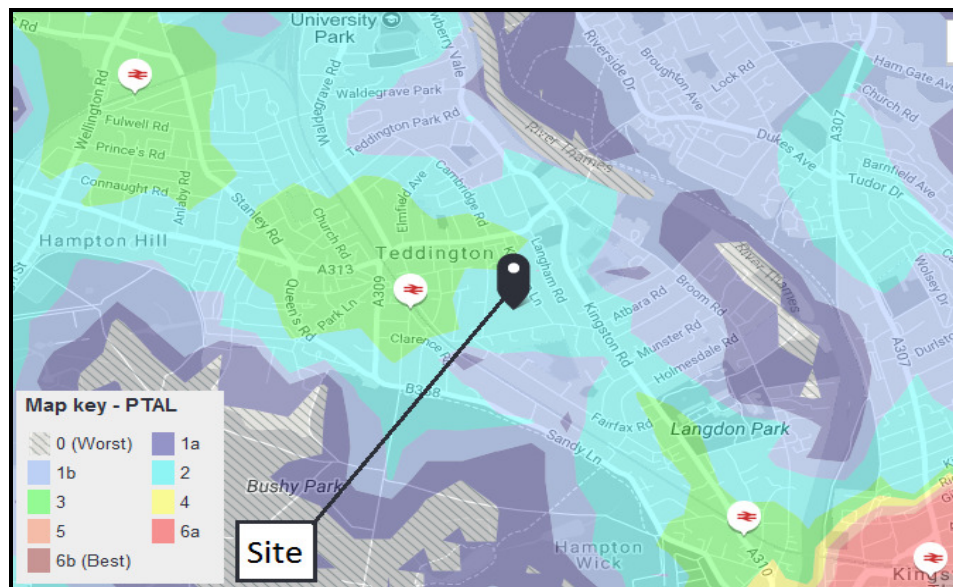 University
Park
Waldegrave Rd
Riverside Dr
Broughton Ave
Lock Rd
Ham Gate Ave
Church Rd
A307
Wellington Rd
Waldegrave Park
Teddington Park Rd
River Thames
Dukes Ave
Fulwell Rd
Prince's Rd
Connaught Rd
Anlaby Rd
Stanley Rd
Church Rd
Elmfield Ave
Cambridge Rd
Barnfield Ave
Tudor Dr
Hampton Hill
Teddington
Langham Rd
River Thames
Wolsey Dr
A313
A309
Queen's Rd
Park Ln
Kingston Rd
Atbara Rd
Broom Rd
Munster Rd
Holmesdale Rd
A307
Map key - PTAL
0 (Worst)
1a
1b
2
3
4
5
6a
6b (Best)
Fairfax Rd
Langdon Park
Sandy Ln
Bushy Park
Site
Hampton
Wick
A310